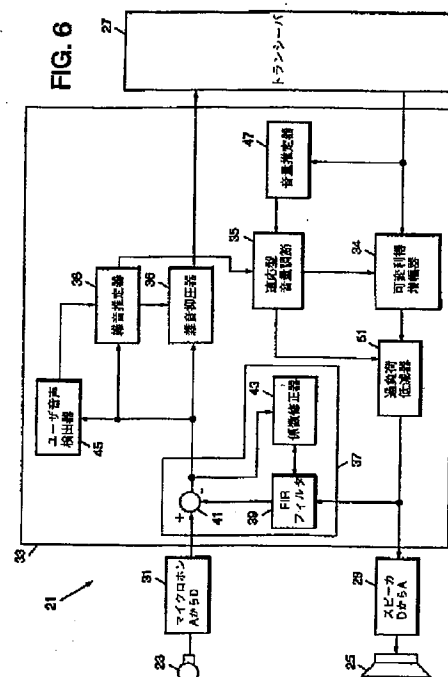 FIG. 6
27
トランシーバ
47
音量推定器
35
適応型
音量調節
34
可変利得
増幅器
51
過負荷
低減器
38
雑音推定器
36
雑音抑圧器
ユーザ音声
検出器
45
43
係数修正器
37
39
FIR
フィルタ
41
+
-
33
21
31
マイクロホン
AからD
23
29
スピーカ
DからA
25